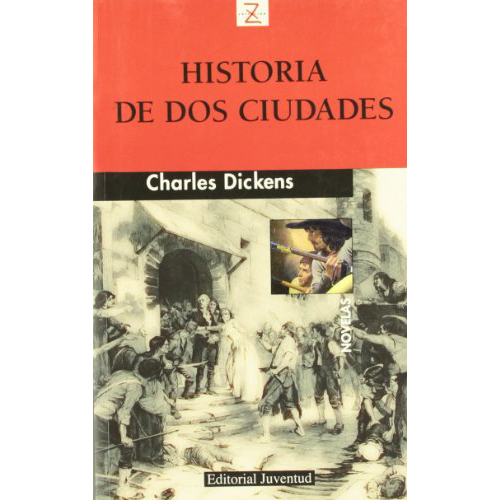 Z
HISTORIA
DE DOS CIUDADES
Charles Dickens
NOVELAS
Editorial Juventud